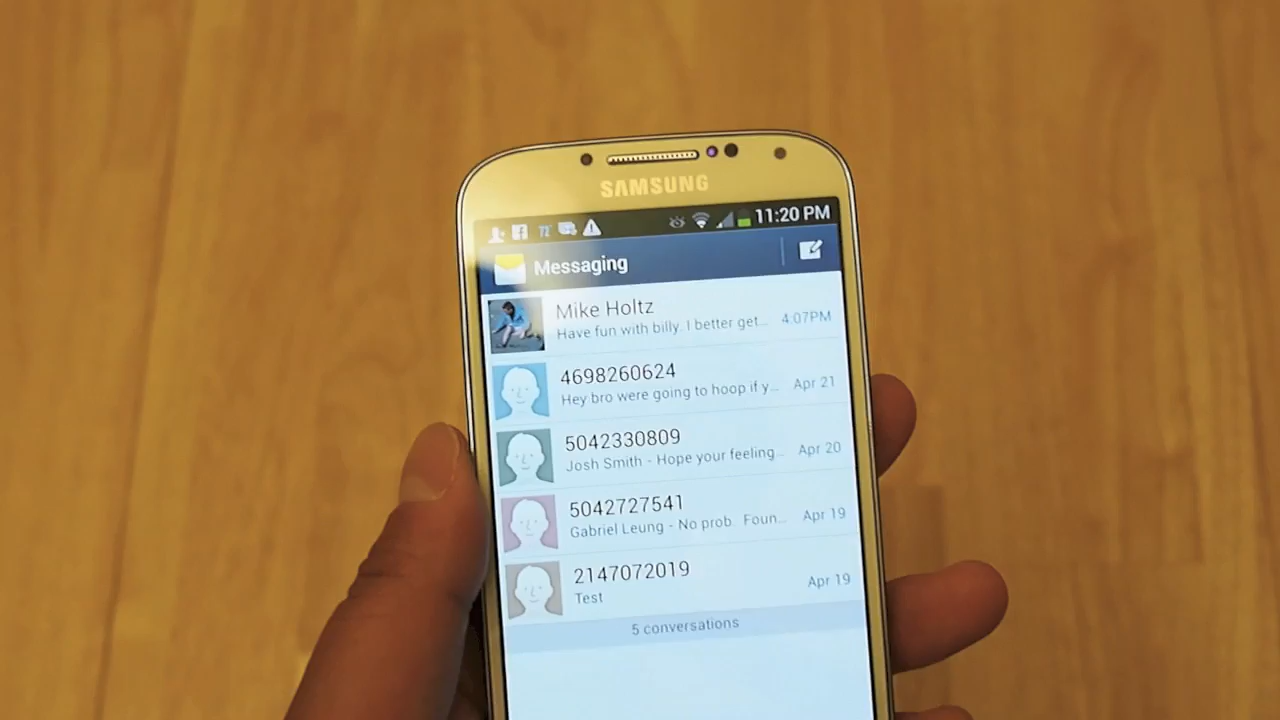 SAMSUNG
11:20 PM
Messaging
Mike Holtz
Have fun with billy. I better get... 4:07PM
4698260624
Hey bro were going to hoop if y... Apr 21
5042330809
Josh Smith - Hope your feeling... Apr 20
5042727541
Gabriel Leung - No prob. Foun... Apr 19
2147072019
Test Apr 19
5 conversations